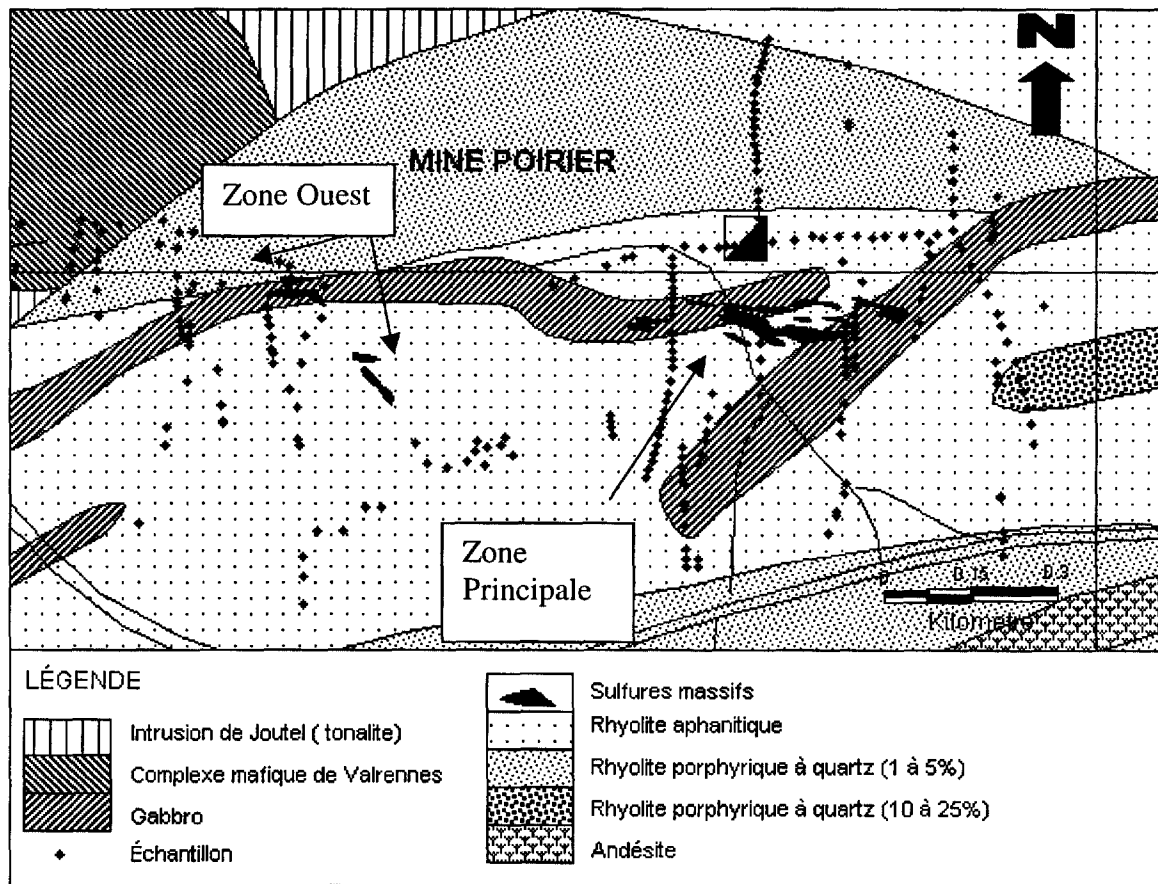 N
MINE POIRIER
Zone Ouest
Zone
Principale
0 0.15 0.3
Kilomètre
LÉGENDE
Intrusion de Joutel ( tonalite)
Complexe mafique de Valrennes
Gabbro
Échantillon
Sulfures massifs
Rhyolite aphanitique
Rhyolite porphyrique à quartz (1 à 5%)
Rhyolite porphyrique à quartz (10 à 25%)
Andésite